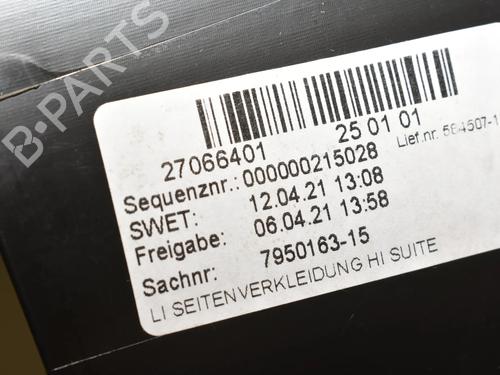 B-PARTS
27066401 25 01 01
Sequenznr.: 000000215028 Lief.nr. 564507-1
SWET: 12.04.21 13:08
Freigabe: 06.04.21 13:58
Sachnr: 7950163-15
LI SEITENVERKLEIDUNG HI SUITE